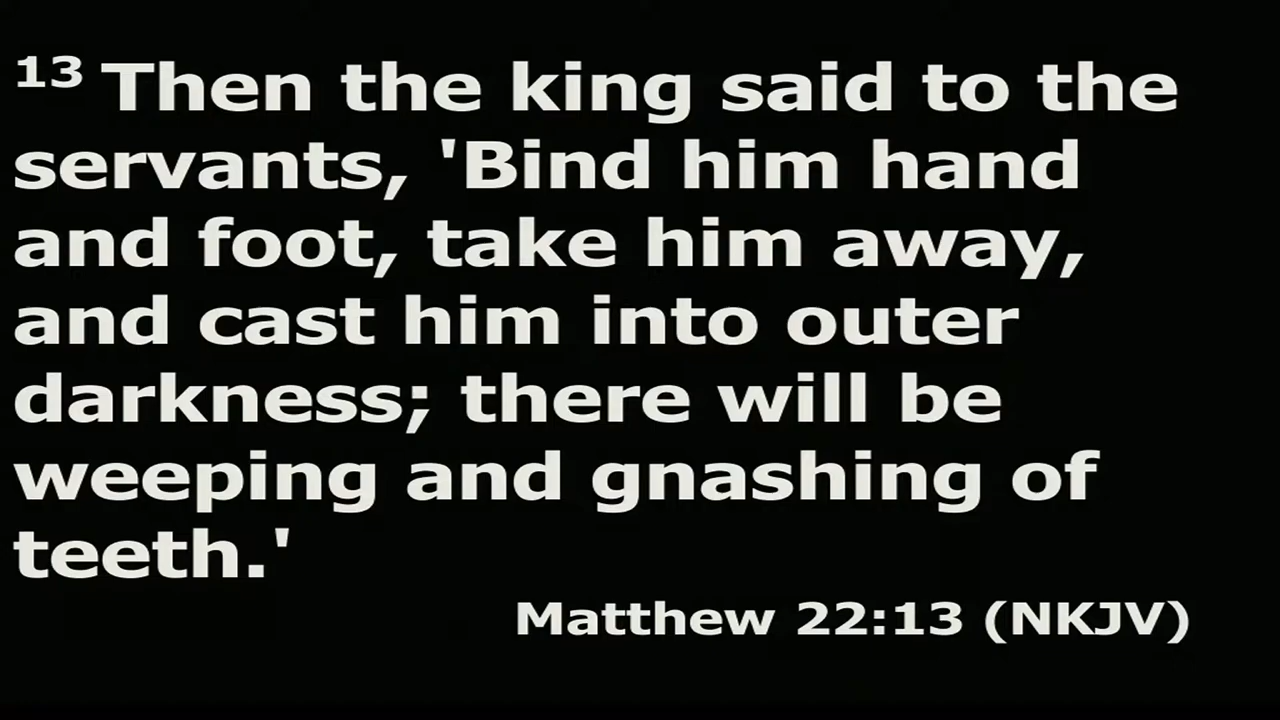 13 Then the king said to the
servants, 'Bind him hand
and foot, take him away,
and cast him into outer
darkness; there will be
weeping and gnashing of
teeth.'
Matthew 22:13 (NKJV)